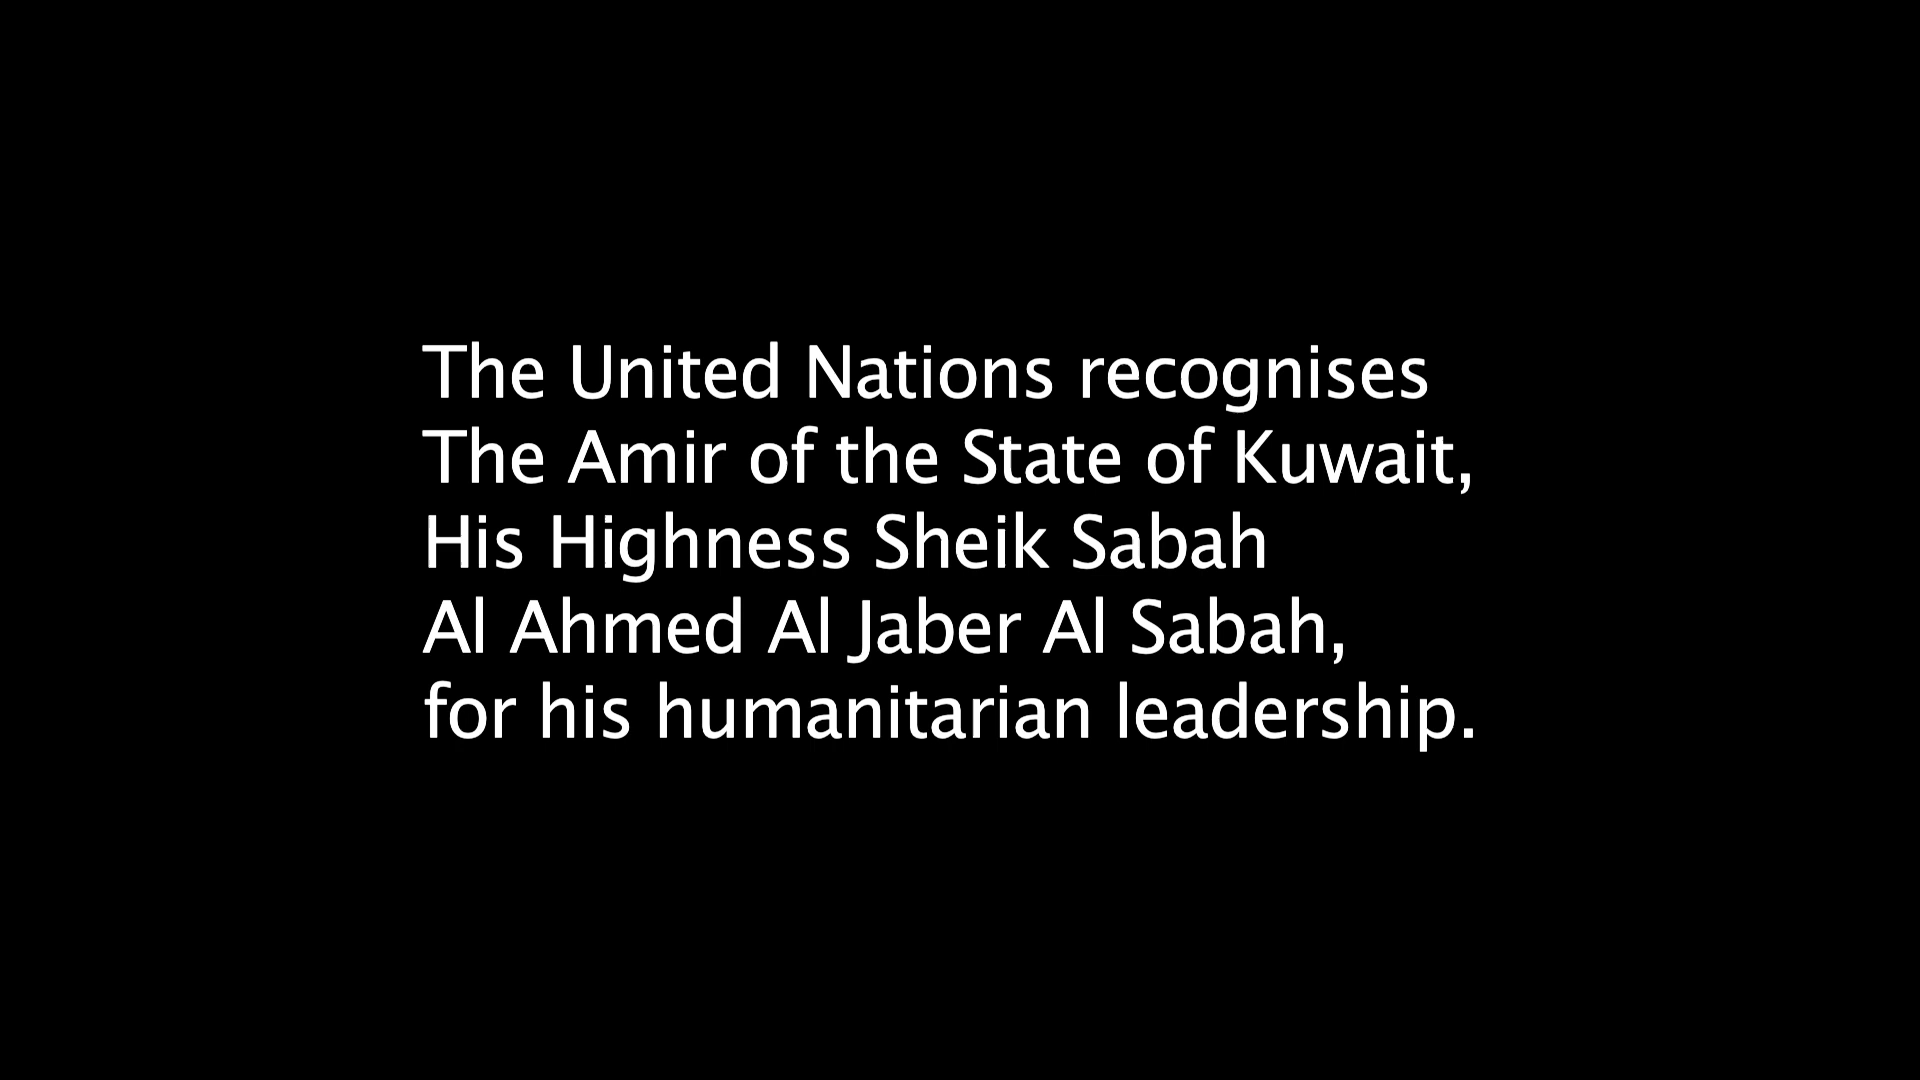 The United Nations recognises
The Amir of the State of Kuwait,
His Highness Sheik Sabah
Al Ahmed Al Jaber Al Sabah,
for his humanitarian leadership.